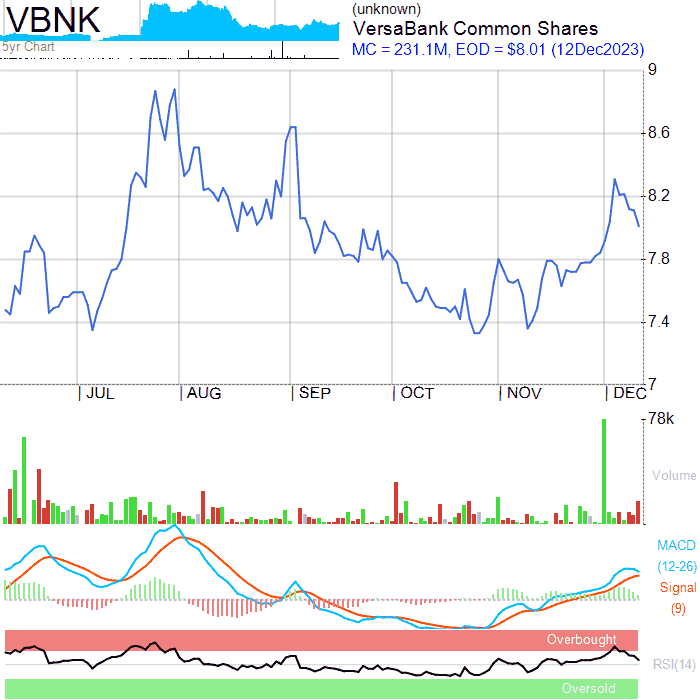 VBNK
5yr Chart
(unknown)
VersaBank Common Shares
MC = 231.1M, EOD = $8.01 (12Dec2023)
9
8.6
8.2
7.8
7.4
7
JUL AUG SEP OCT NOV DEC
78k
Volume
MACD
(12-26)
Signal
(9)
Overbought
RSI(14)
Oversold